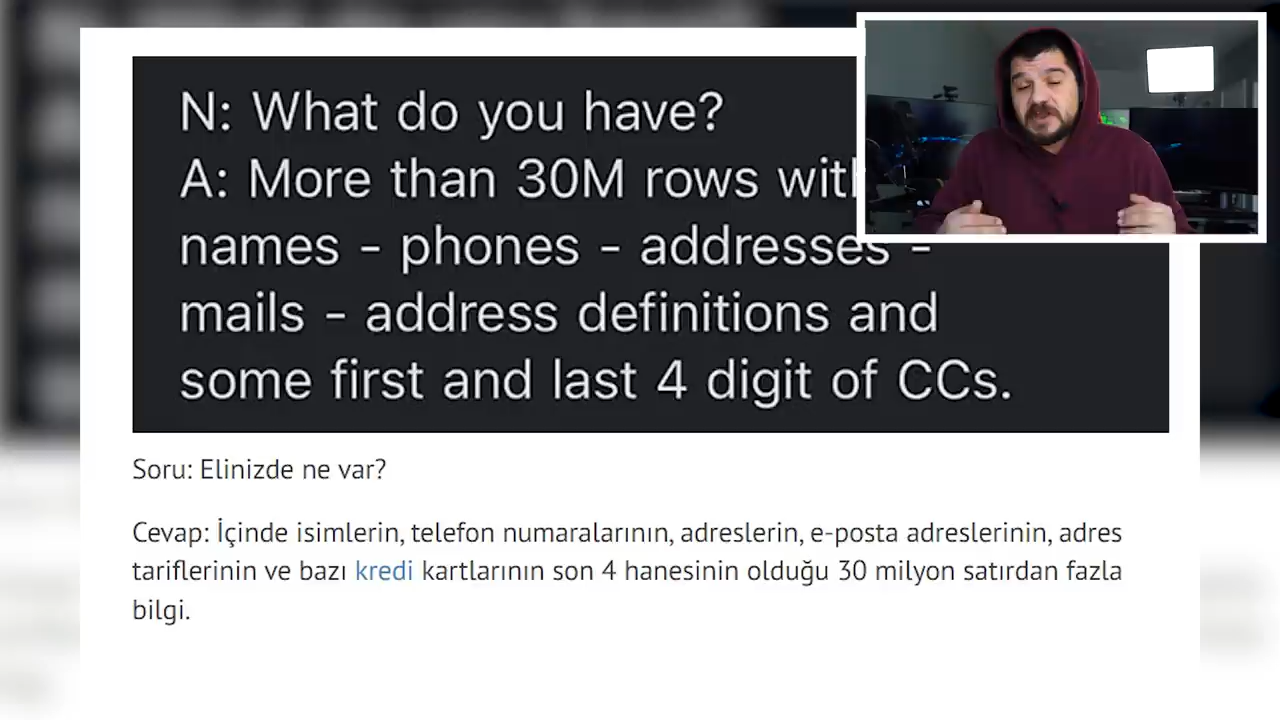 N: What do you have?
A: More than 30M rows with
names - phones - addresses -
mails - address definitions and
some first and last 4 digit of CCs.
Soru: Elinizde ne var?
Cevap: İçinde isimlerin, telefon numaralarının, adreslerin, e-posta adreslerinin, adres
tariflerinin ve bazı kredi kartlarının son 4 hanesinin olduğu 30 milyon satırdan fazla
bilgi.